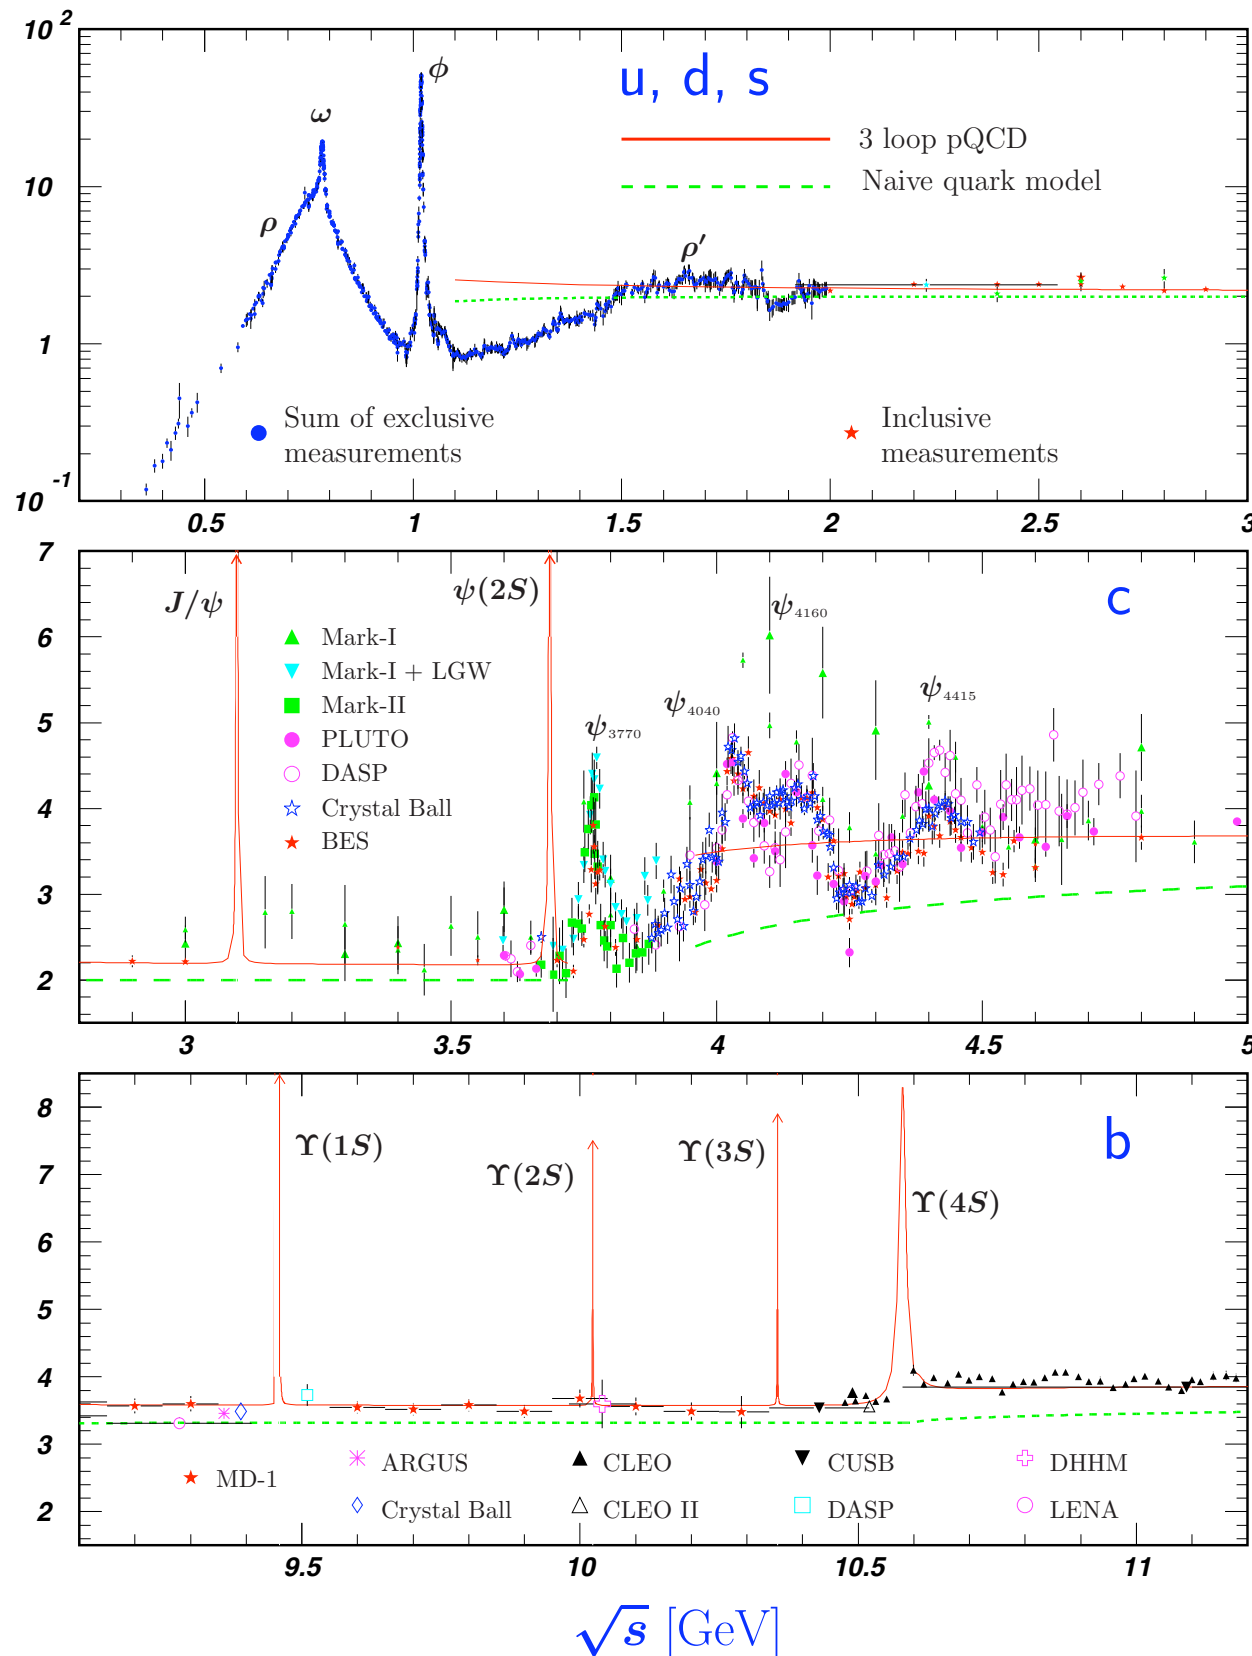 10 2
ϕ
u, d, s
ω
3 loop pQCD
10
Naive quark model
ρ
ρ′
1
Sum of exclusive
measurements
Inclusive
measurements
10 -1
0.5 1 1.5 2 2.5 3
7
J/ψ
ψ(2S)
c
ψ4160
6
Mark-I
Mark-I + LGW
Mark-II
PLUTO
DASP
Crystal Ball
BES
ψ3770
ψ4040
ψ4415
5
4
3
2
3 3.5 4 4.5 5
8
Υ(1S)
Υ(2S)
Υ(3S)
b
Υ(4S)
7
6
5
4
3
MD-1
ARGUS
CLEO
CUSB
DHHM
Crystal Ball
CLEO II
DASP
LENA
2
9.5 10 10.5 11
√s [GeV]